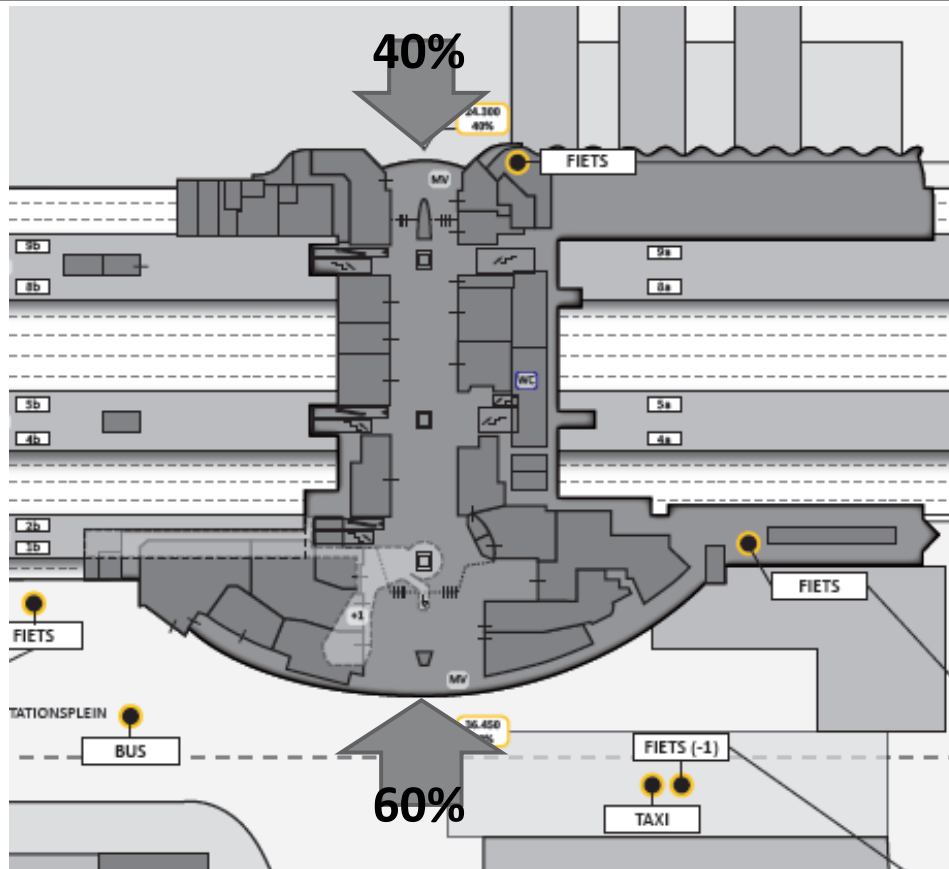 40%
24.300
40%
FIETS
MV
9b
9a
8b
8a
WC
5b
5a
4b
4a
2b
1b
FIETS
FIETS
+1
MV
TATIONSPLEIN
BUS
36.450
FIETS (-1)
60%
TAXI